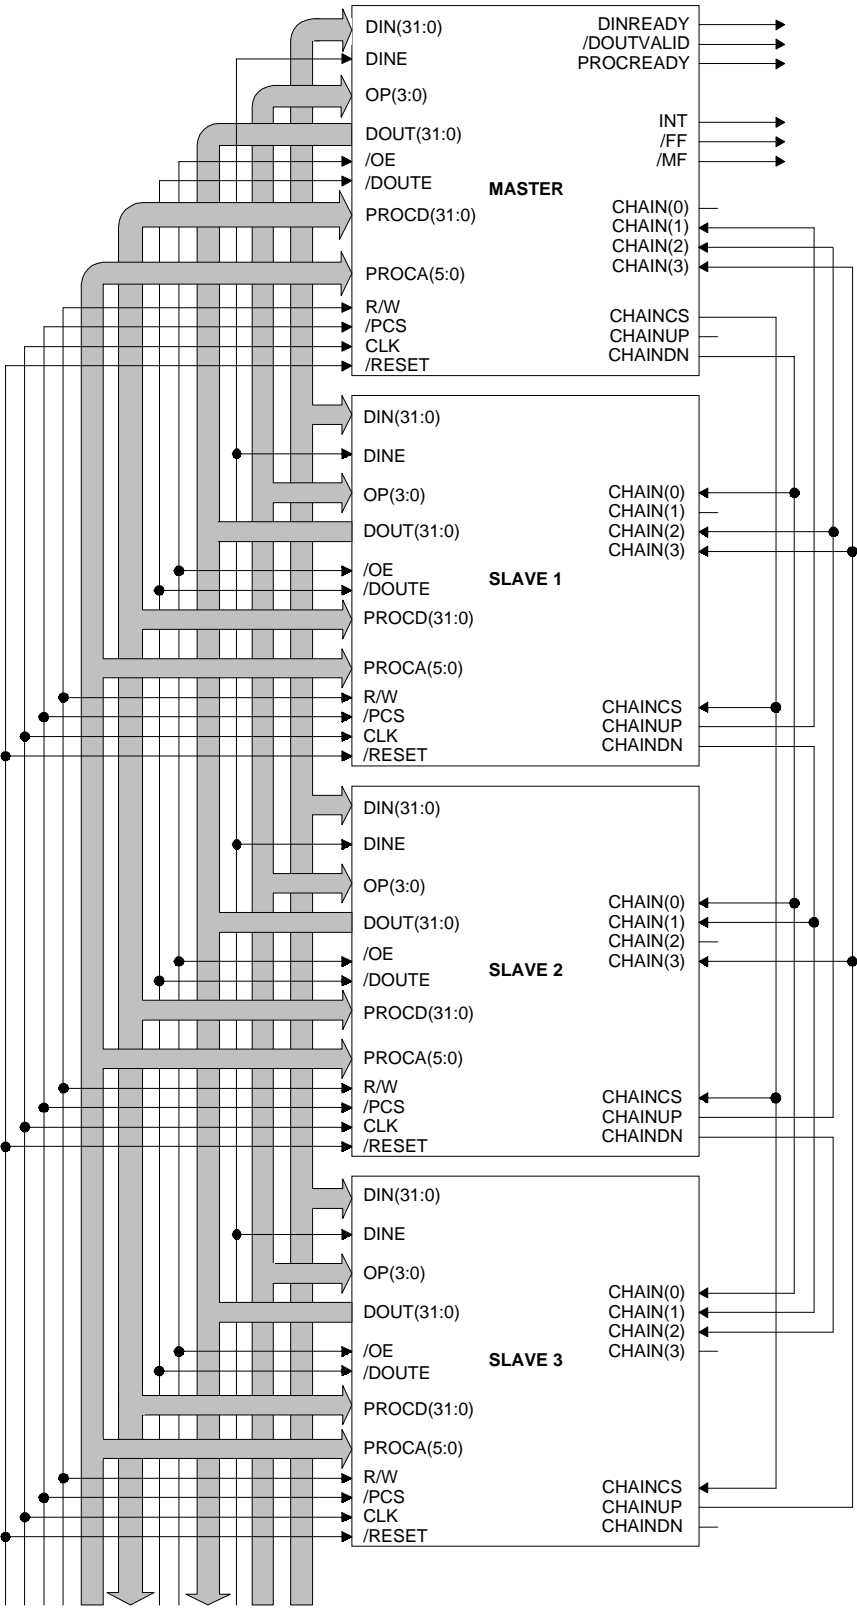 DIN(31:0)
DINE
OP(3:0)
DOUT(31:0)
/OE
/DOUTE
PROCD(31:0)
PROCA(5:0)
R/W
/PCS
CLK
/RESET
MASTER
DINREADY
/DOUTVALID
PROCREADY
INT
/FF
/MF
CHAIN(0)
CHAIN(1)
CHAIN(2)
CHAIN(3)
CHAINCS
CHAINUP
CHAINDN
DIN(31:0)
DINE
OP(3:0)
DOUT(31:0)
/OE
/DOUTE
PROCD(31:0)
PROCA(5:0)
R/W
/PCS
CLK
/RESET
SLAVE 1
CHAIN(0)
CHAIN(1)
CHAIN(2)
CHAIN(3)
CHAINCS
CHAINUP
CHAINDN
DIN(31:0)
DINE
OP(3:0)
DOUT(31:0)
/OE
/DOUTE
PROCD(31:0)
PROCA(5:0)
R/W
/PCS
CLK
/RESET
SLAVE 2
CHAIN(0)
CHAIN(1)
CHAIN(2)
CHAIN(3)
CHAINCS
CHAINUP
CHAINDN
DIN(31:0)
DINE
OP(3:0)
DOUT(31:0)
/OE
/DOUTE
PROCD(31:0)
PROCA(5:0)
R/W
/PCS
CLK
/RESET
SLAVE 3
CHAIN(0)
CHAIN(1)
CHAIN(2)
CHAIN(3)
CHAINCS
CHAINUP
CHAINDN